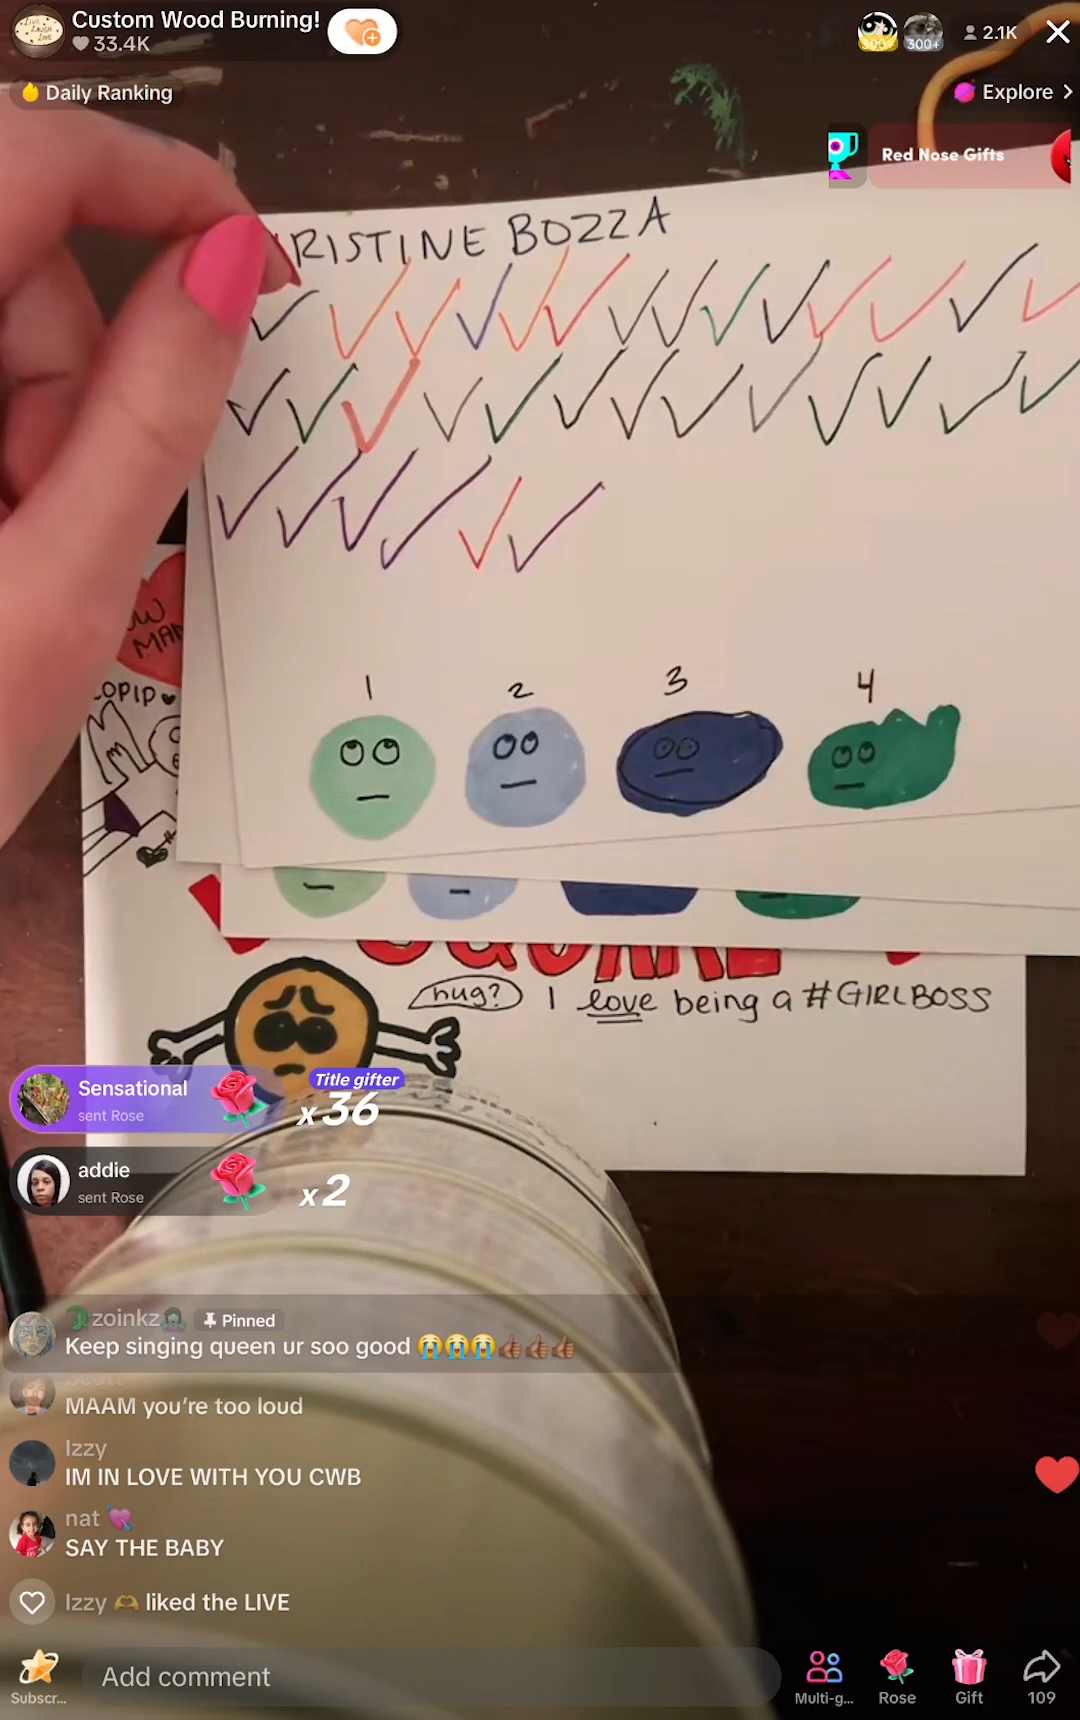 Custom Wood Burning!
33.4K
300+
300+
2.1K
Daily Ranking
Explore
Red Nose Gifts
RISTINE BOZZA
1 2 3 4
hug? I love being a #GIRLBOSS
Sensational
sent Rose
Title gifter
x36
addie
sent Rose
x2
zoinkz
Pinned
Keep singing queen ur soo good 😭😭😭👍🏾👍🏾👍🏾
MAAM you're too loud
Izzy
IM IN LOVE WITH YOU CWB
nat 💘
SAY THE BABY
Izzy 🫶 liked the LIVE
Add comment
Subscr...
Multi-g...
Rose
Gift
109